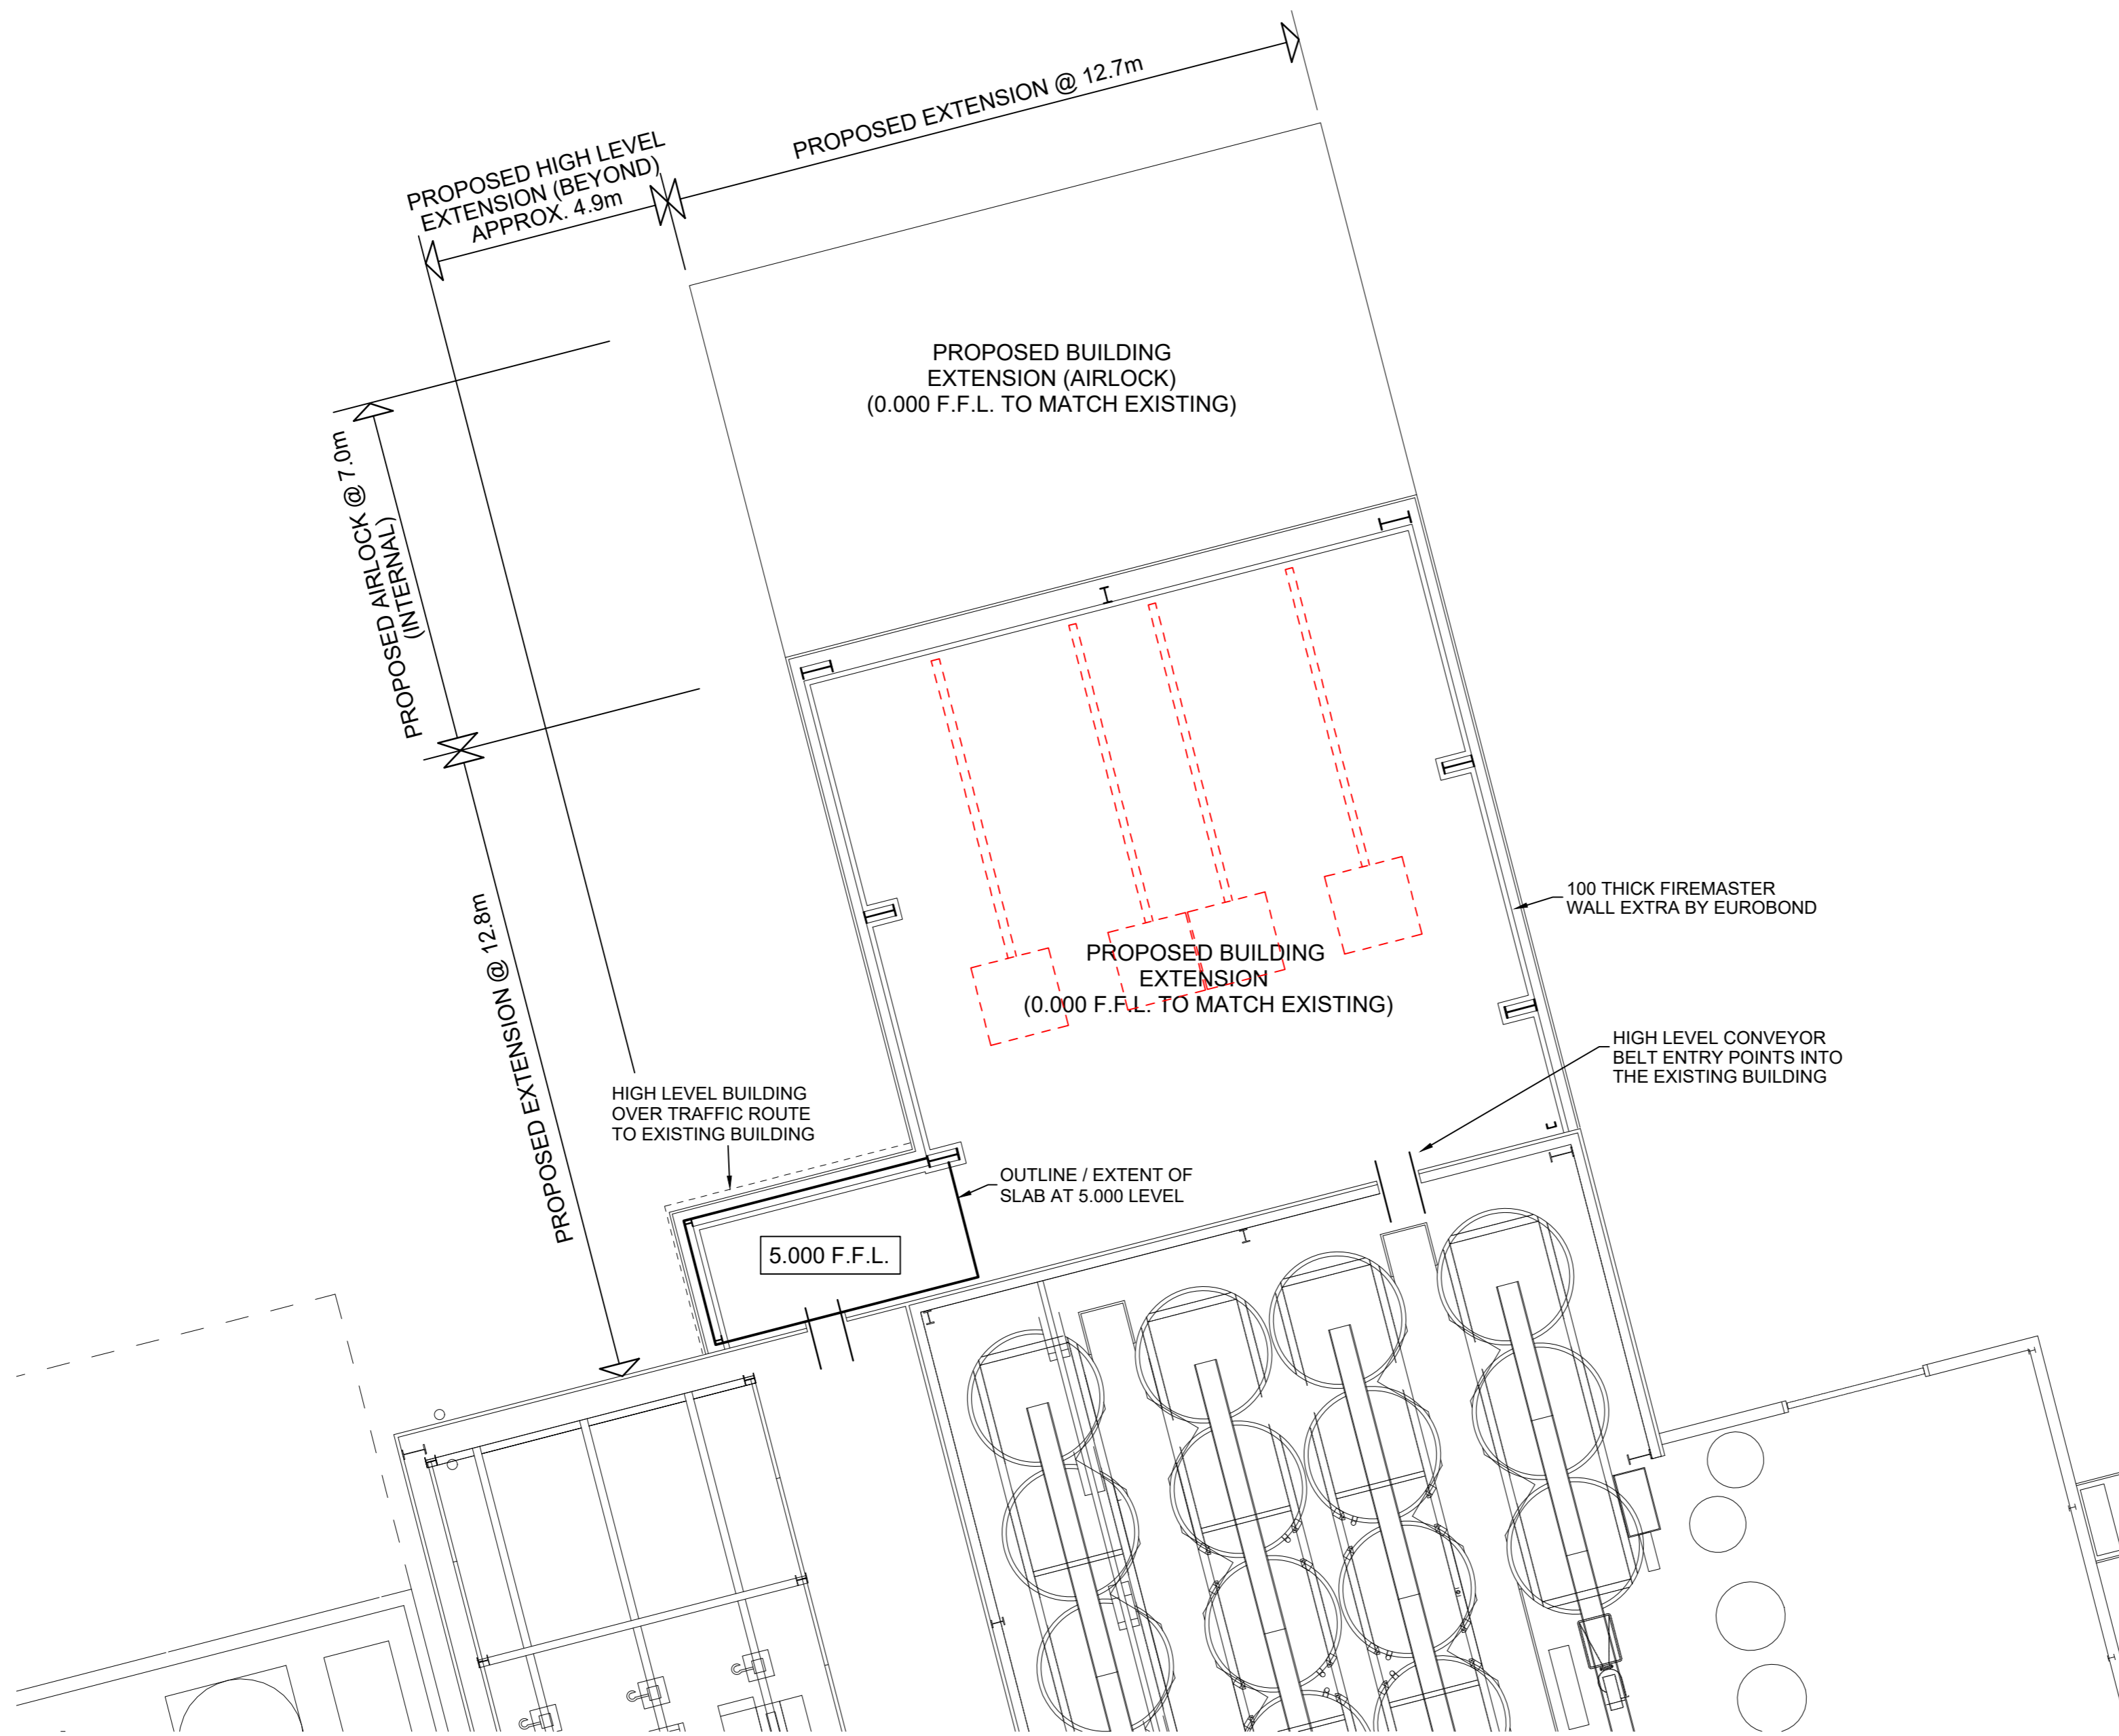 PROPOSED EXTENSION @ 12.7m
PROPOSED HIGH LEVEL
EXTENSION (BEYOND)
APPROX. 4.9m
PROPOSED BUILDING
EXTENSION (AIRLOCK)
(0.000 F.F.L. TO MATCH EXISTING)
PROPOSED AIRLOCK @ 7.0m
(INTERNAL)
PROPOSED EXTENSION @ 12.8m
100 THICK FIREMASTER
WALL EXTRA BY EUROBOND
PROPOSED BUILDING
EXTENSION
(0.000 F.F.L. TO MATCH EXISTING)
HIGH LEVEL CONVEYOR
BELT ENTRY POINTS INTO
THE EXISTING BUILDING
HIGH LEVEL BUILDING
OVER TRAFFIC ROUTE
TO EXISTING BUILDING
OUTLINE / EXTENT OF
SLAB AT 5.000 LEVEL
5.000 F.F.L.